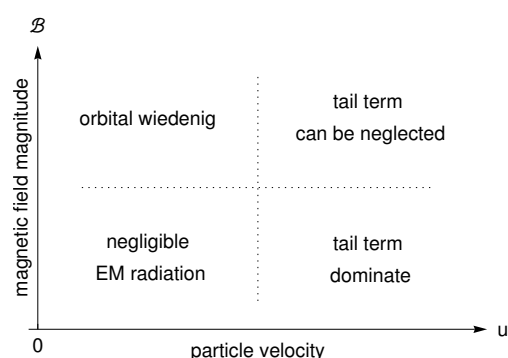 ℬ
magnetic field magnitude
orbital wiedenig
tail term
can be neglected
negligible
EM radiation
tail term
dominate
0
particle velocity
u